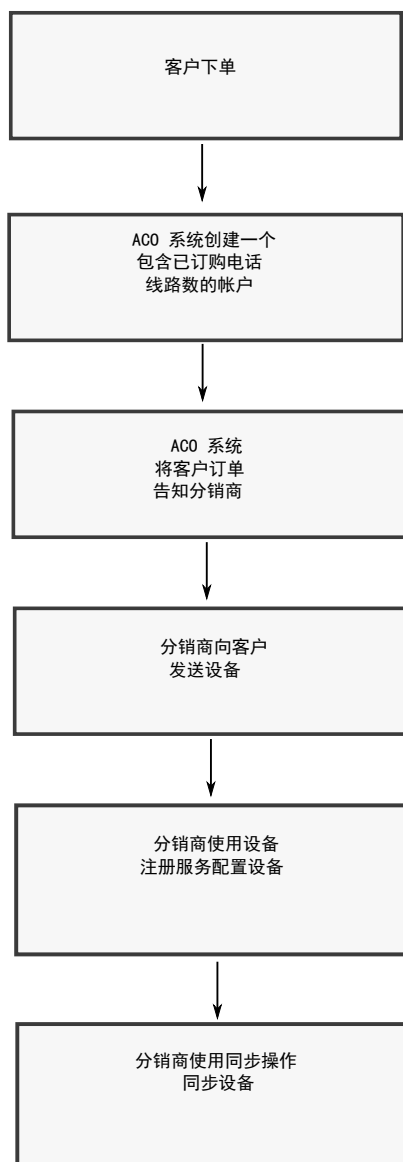 客户下单
ACO 系统创建一个
包含已订购电话
线路数的帐户
ACO 系统
将客户订单
告知分销商
分销商向客户
发送设备
分销商使用设备
注册服务配置设备
分销商使用同步操作
同步设备